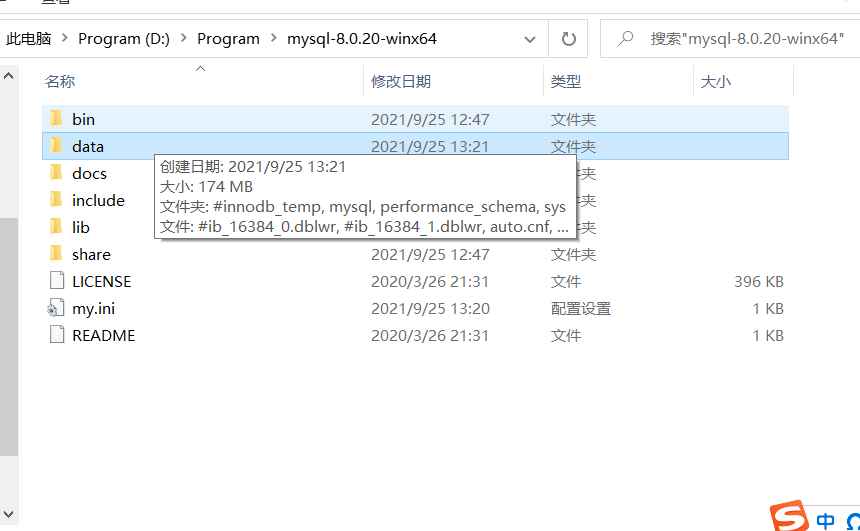 此电脑 > Program (D:) > Program > mysql-8.0.20-winx64 搜索"mysql-8.0.20-winx64"
名称 修改日期 类型 大小
bin 2021/9/25 12:47 文件夹
data 2021/9/25 13:21 文件夹
创建日期: 2021/9/25 13:21
大小: 174 MB
文件夹: #innodb_temp, mysql, performance_schema, sys
文件: #ib_16384_0.dblwr, #ib_16384_1.dblwr, auto.cnf, ...
docs 件夹
include 件夹
lib 件夹
share 2021/9/25 12:47 文件夹
LICENSE 2020/3/26 21:31 文件 396 KB
my.ini 2021/9/25 13:20 配置设置 1 KB
README 2020/3/26 21:31 文件 1 KB
S 中